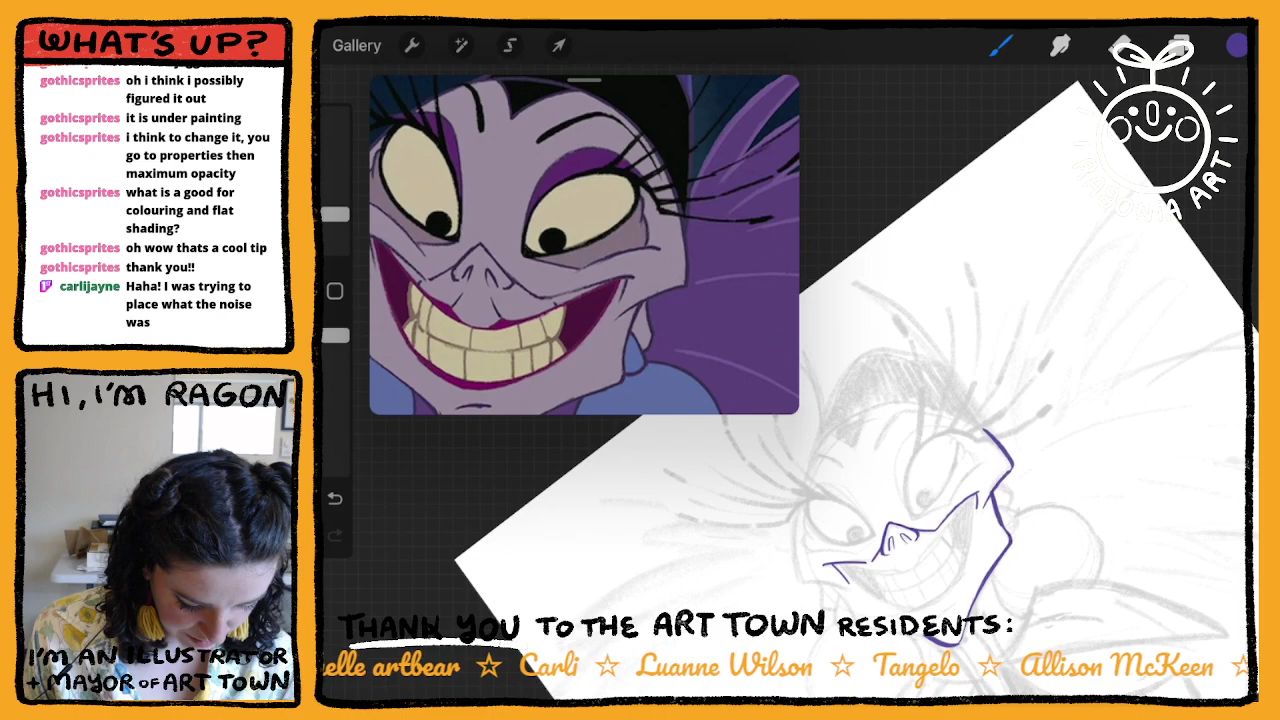 WHAT'S UP?
gothicsprites oh i think i possibly
figured it out
gothicsprites it is under painting
gothicsprites i think to change it, you
go to properties then
maximum opacity
gothicsprites what is a good for
colouring and flat
shading?
gothicsprites oh wow thats a cool tip
gothicsprites thank you!!
carlijayne Haha! I was trying to
place what the noise
was
HI, I'M RAGON
I'M AN ILLUSTRATOR
+ MAYOR OF ART TOWN
Gallery
ART
THANK YOU TO THE ART TOWN RESIDENTS:
elle artbear ☆ Carli ☆ Luanne Wilson ☆ Tangelo ☆ Allison McKeen ☆